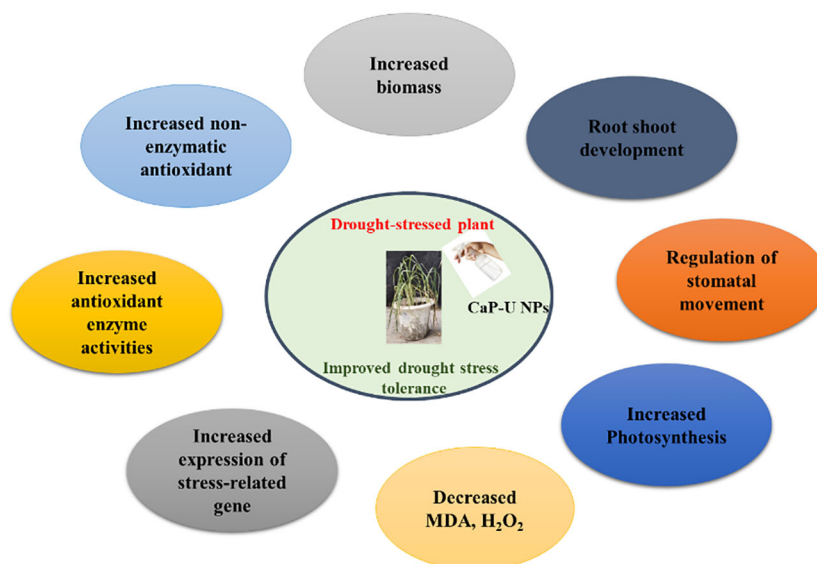 Increased
biomass
Root shoot
development
Regulation of
stomatal
movement
Increased
Photosynthesis
Decreased
MDA, H₂O₂
Increased
expression of
stress-related
gene
Increased
antioxidant
enzyme
activities
Increased non-
enzymatic
antioxidant
Drought-stressed plant
CaP-U NPs
Improved drought stress
tolerance